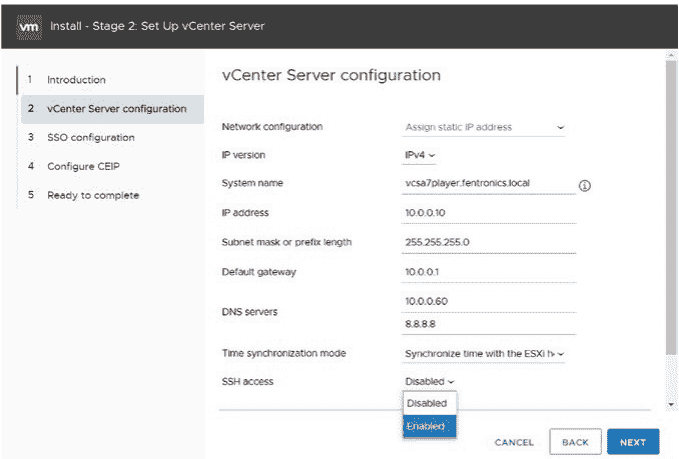 vm Install - Stage 2: Set Up vCenter Server
1 Introduction
2 vCenter Server configuration
3 SSO configuration
4 Configure CEIP
5 Ready to complete
vCenter Server configuration
Network configuration Assign static IP address
IP version IPv4
System name vcsa7player.fentronics.local
IP address 10.0.0.10
Subnet mask or prefix length 255.255.255.0
Default gateway 10.0.0.1
DNS servers 10.0.0.60
8.8.8.8
Time synchronization mode Synchronize time with the ESXi h
SSH access Disabled
Disabled
Enabled
CANCEL BACK NEXT